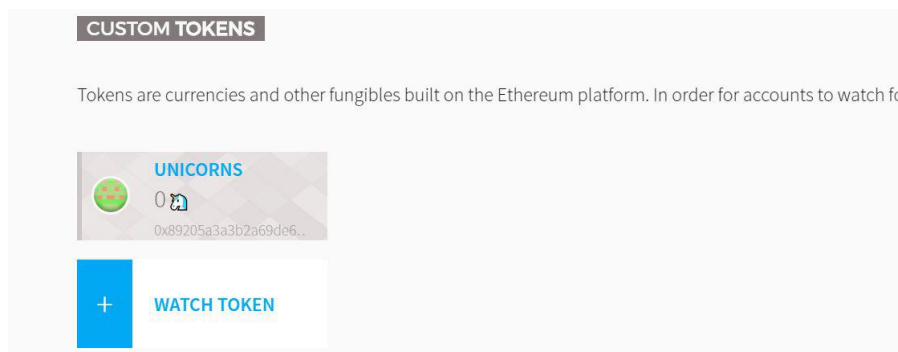 CUSTOM TOKENS
Tokens are currencies and other fungibles built on the Ethereum platform. In order for accounts to watch fo
UNICORNS
0 🦄
0x89205a3a3b2a69de6..
+
WATCH TOKEN